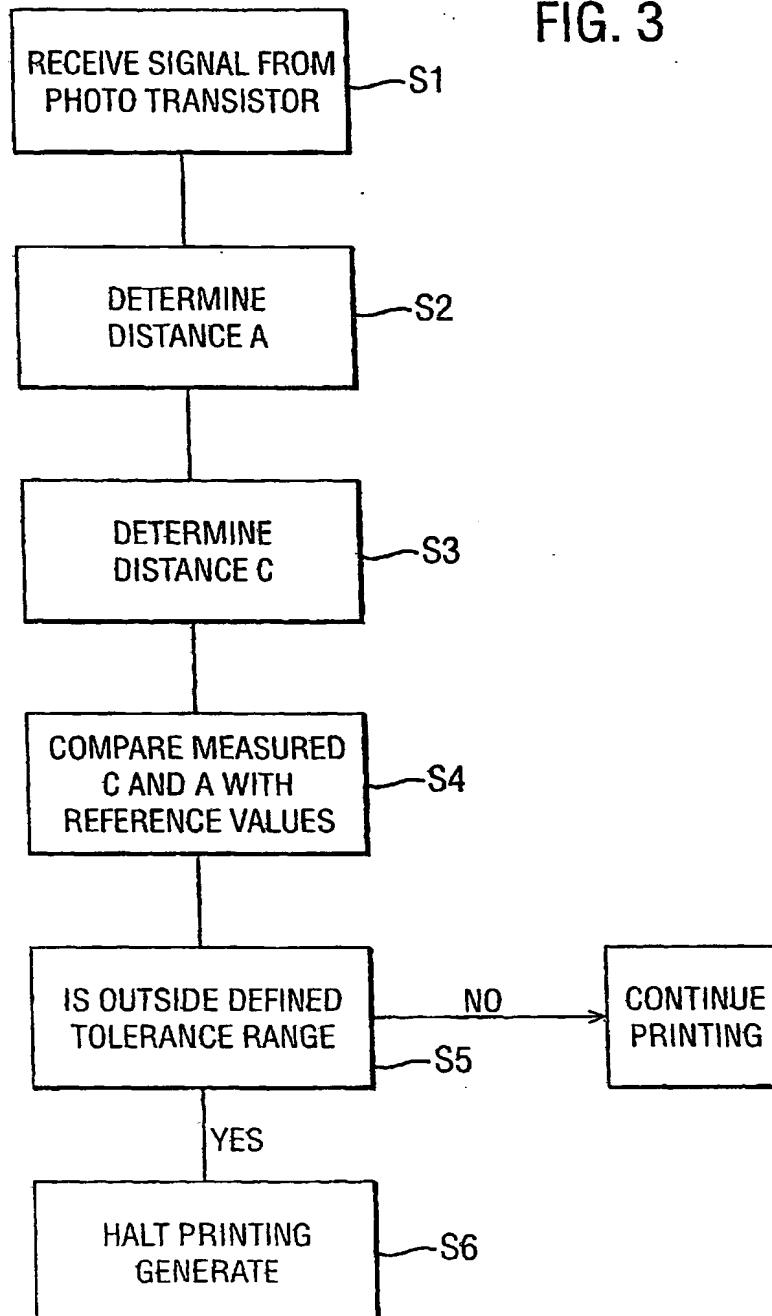 FIG. 3
RECEIVE SIGNAL FROM
PHOTO TRANSISTOR
S1
DETERMINE
DISTANCE A
S2
DETERMINE
DISTANCE C
S3
COMPARE MEASURED
C AND A WITH
REFERENCE VALUES
S4
IS OUTSIDE DEFINED
TOLERANCE RANGE
S5
NO
CONTINUE
PRINTING
YES
HALT PRINTING
GENERATE
S6